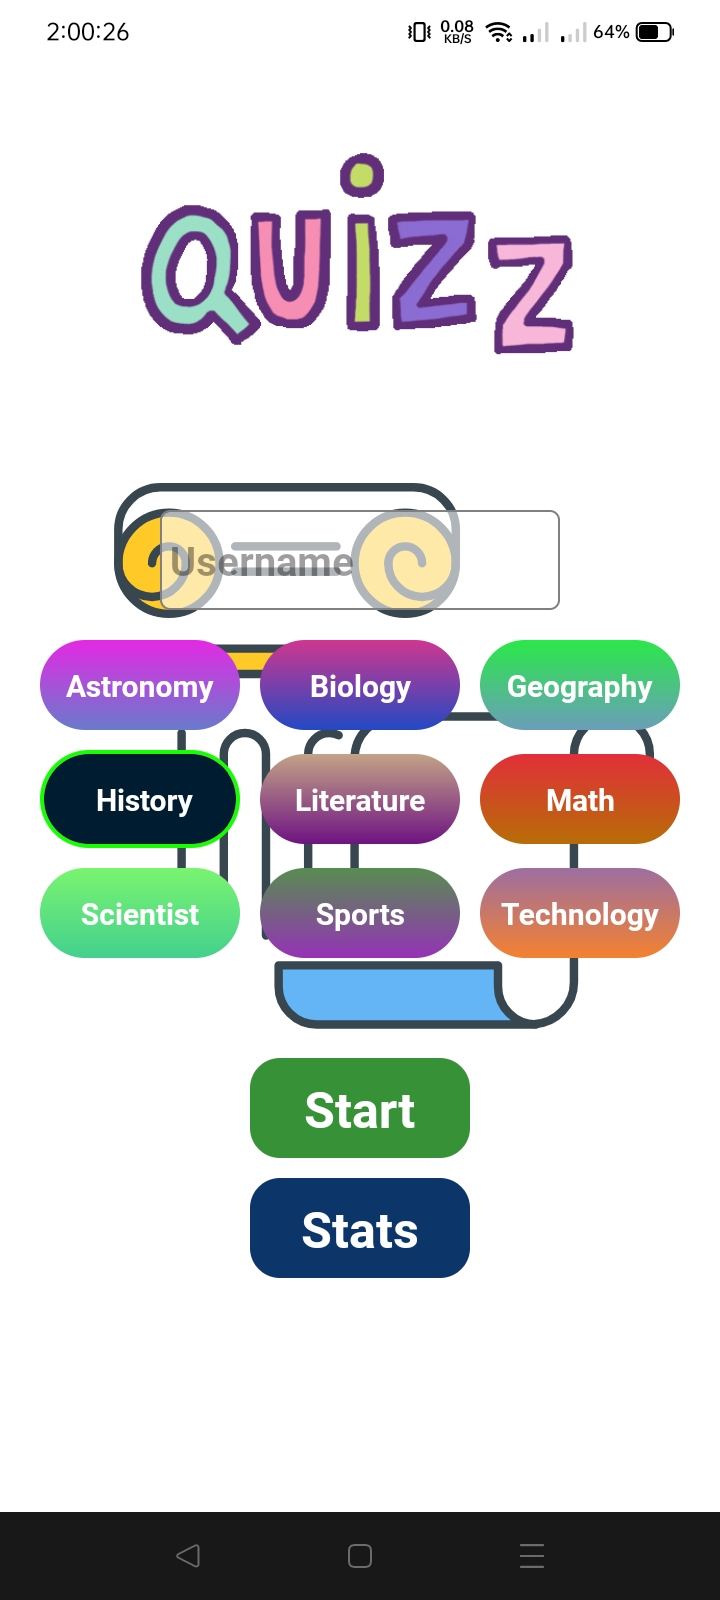 2:00:26 0.08 KB/S 64%
QUiZZ
Username
Astronomy Biology Geography
History Literature Math
Scientist Sports Technology
Start
Stats